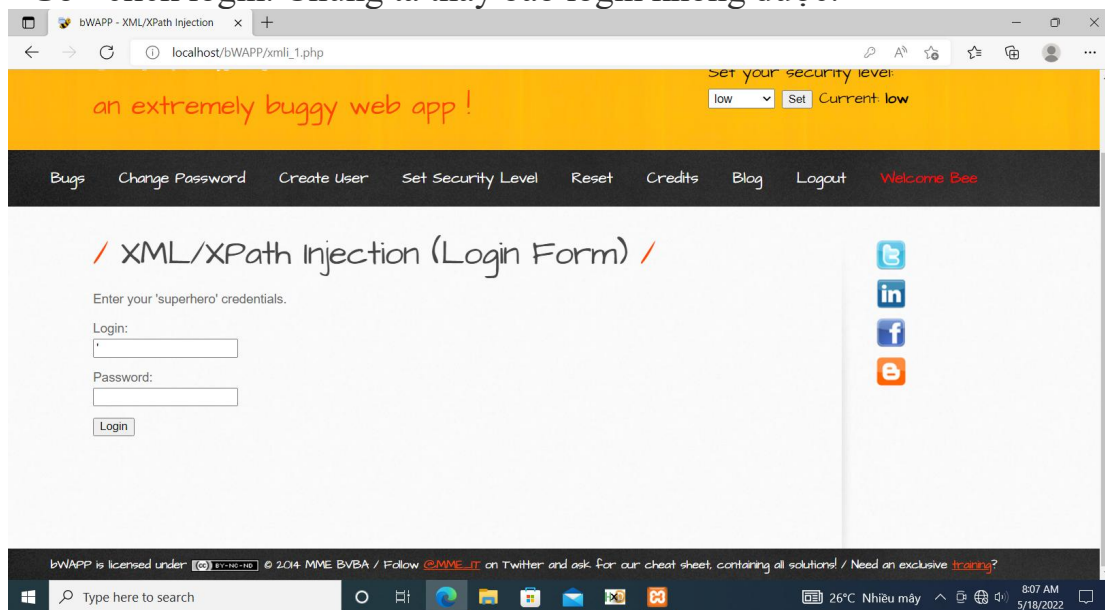 bWAPP - XML/XPath Injection
localhost/bWAPP/xmli_1.php
Set your security level:
an extremely buggy web app !
low Set Current: low
Bugs Change Password Create User Set Security Level Reset Credits Blog Logout Welcome Bee
/ XML/XPath Injection (Login Form) /
Enter your 'superhero' credentials.
Login:
'
Password:
Login
bWAPP is licensed under (cc) BY-NC-ND © 2014 MME BVBA / Follow @MME_IT on Twitter and ask for our cheat sheet, containing all solutions! / Need an exclusive training?
Type here to search
26°C Nhiều mây
8:07 AM
5/18/2022